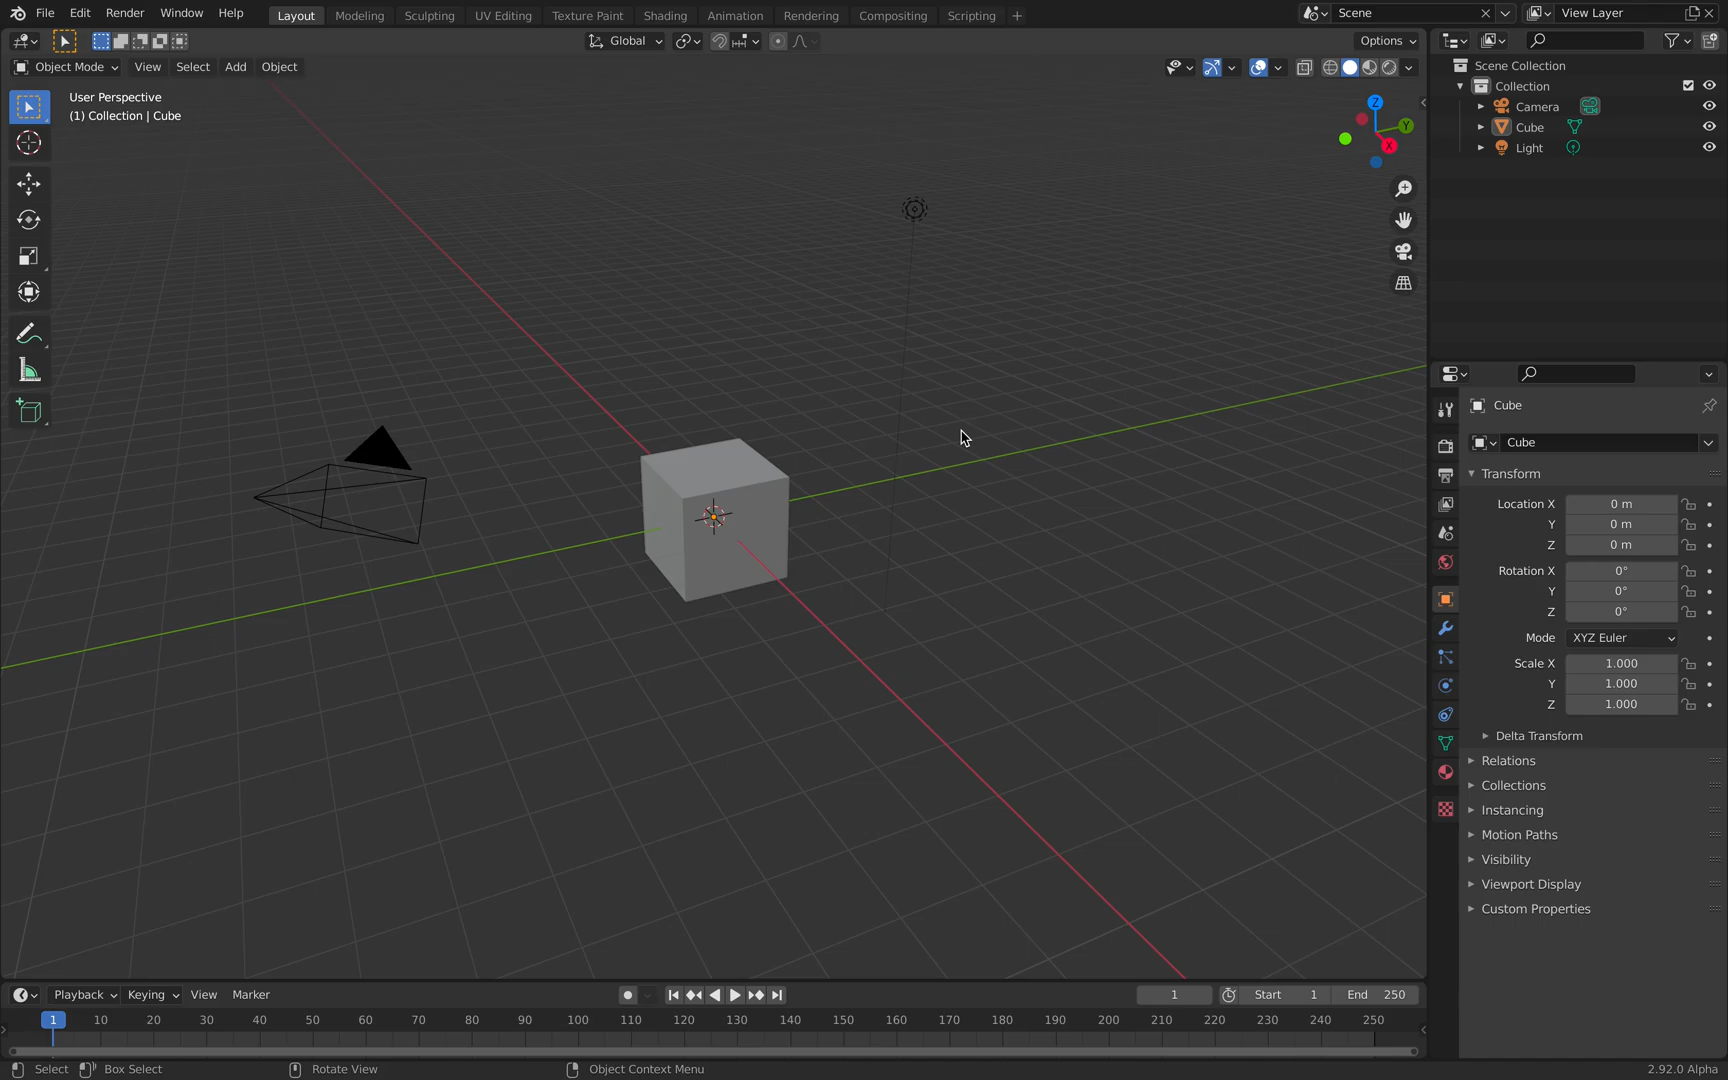 File Edit Render Window Help Layout Modeling Sculpting UV Editing Texture Paint Shading Animation Rendering Compositing Scripting + Scene View Layer
Global Options
Object Mode View Select Add Object
User Perspective
(1) Collection | Cube
Z
Y
X
Scene Collection
Collection
Camera
Cube
Light
Cube
Cube
Transform
Location X 0 m
Y 0 m
Z 0 m
Rotation X 0°
Y 0°
Z 0°
Mode XYZ Euler
Scale X 1.000
Y 1.000
Z 1.000
Delta Transform
Relations
Collections
Instancing
Motion Paths
Visibility
Viewport Display
Custom Properties
Playback Keying View Marker 1 Start 1 End 250
1 10 20 30 40 50 60 70 80 90 100 110 120 130 140 150 160 170 180 190 200 210 220 230 240 250
Select Box Select Rotate View Object Context Menu 2.92.0 Alpha